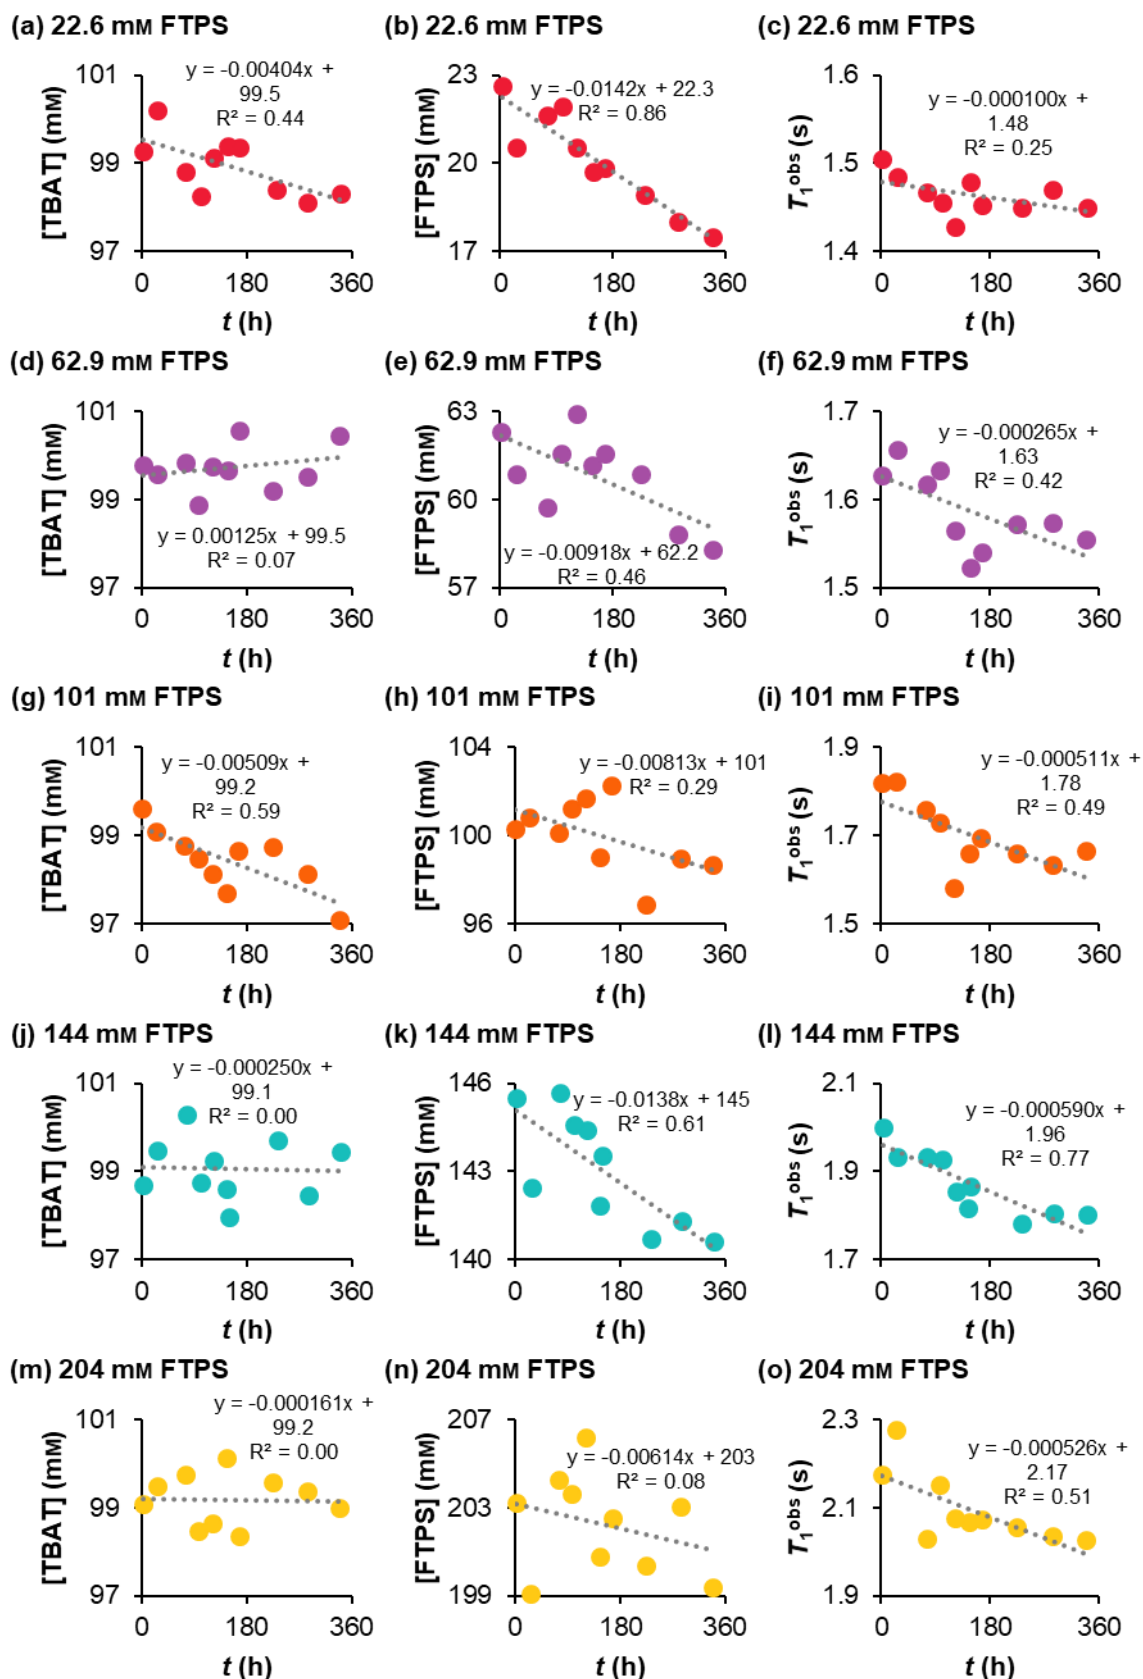 (a) 22.6 mM FTPS
(b) 22.6 mM FTPS
(c) 22.6 mM FTPS
[TBAT] (mM)
101
99
97
y = -0.00404x +
99.5
R² = 0.44
0 180 360
t (h)
[FTPS] (mM)
23
20
17
y = -0.0142x + 22.3
R² = 0.86
0 180 360
t (h)
T₁ᵒᵇˢ (s)
1.6
1.5
1.4
y = -0.000100x +
1.48
R² = 0.25
0 180 360
t (h)
(d) 62.9 mM FTPS
(e) 62.9 mM FTPS
(f) 62.9 mM FTPS
[TBAT] (mM)
101
99
97
y = 0.00125x + 99.5
R² = 0.07
0 180 360
t (h)
[FTPS] (mM)
63
60
57
y = -0.00918x + 62.2
R² = 0.46
0 180 360
t (h)
T₁ᵒᵇˢ (s)
1.7
1.6
1.5
y = -0.000265x +
1.63
R² = 0.42
0 180 360
t (h)
(g) 101 mM FTPS
(h) 101 mM FTPS
(i) 101 mM FTPS
[TBAT] (mM)
101
99
97
y = -0.00509x +
99.2
R² = 0.59
0 180 360
t (h)
[FTPS] (mM)
104
100
96
y = -0.00813x + 101
R² = 0.29
0 180 360
t (h)
T₁ᵒᵇˢ (s)
1.9
1.7
1.5
y = -0.000511x +
1.78
R² = 0.49
0 180 360
t (h)
(j) 144 mM FTPS
(k) 144 mM FTPS
(l) 144 mM FTPS
[TBAT] (mM)
101
99
97
y = -0.000250x +
99.1
R² = 0.00
0 180 360
t (h)
[FTPS] (mM)
146
143
140
y = -0.0138x + 145
R² = 0.61
0 180 360
t (h)
T₁ᵒᵇˢ (s)
2.1
1.9
1.7
y = -0.000590x +
1.96
R² = 0.77
0 180 360
t (h)
(m) 204 mM FTPS
(n) 204 mM FTPS
(o) 204 mM FTPS
[TBAT] (mM)
101
99
97
y = -0.000161x +
99.2
R² = 0.00
0 180 360
t (h)
[FTPS] (mM)
207
203
199
y = -0.00614x + 203
R² = 0.08
0 180 360
t (h)
T₁ᵒᵇˢ (s)
2.3
2.1
1.9
y = -0.000526x +
2.17
R² = 0.51
0 180 360
t (h)